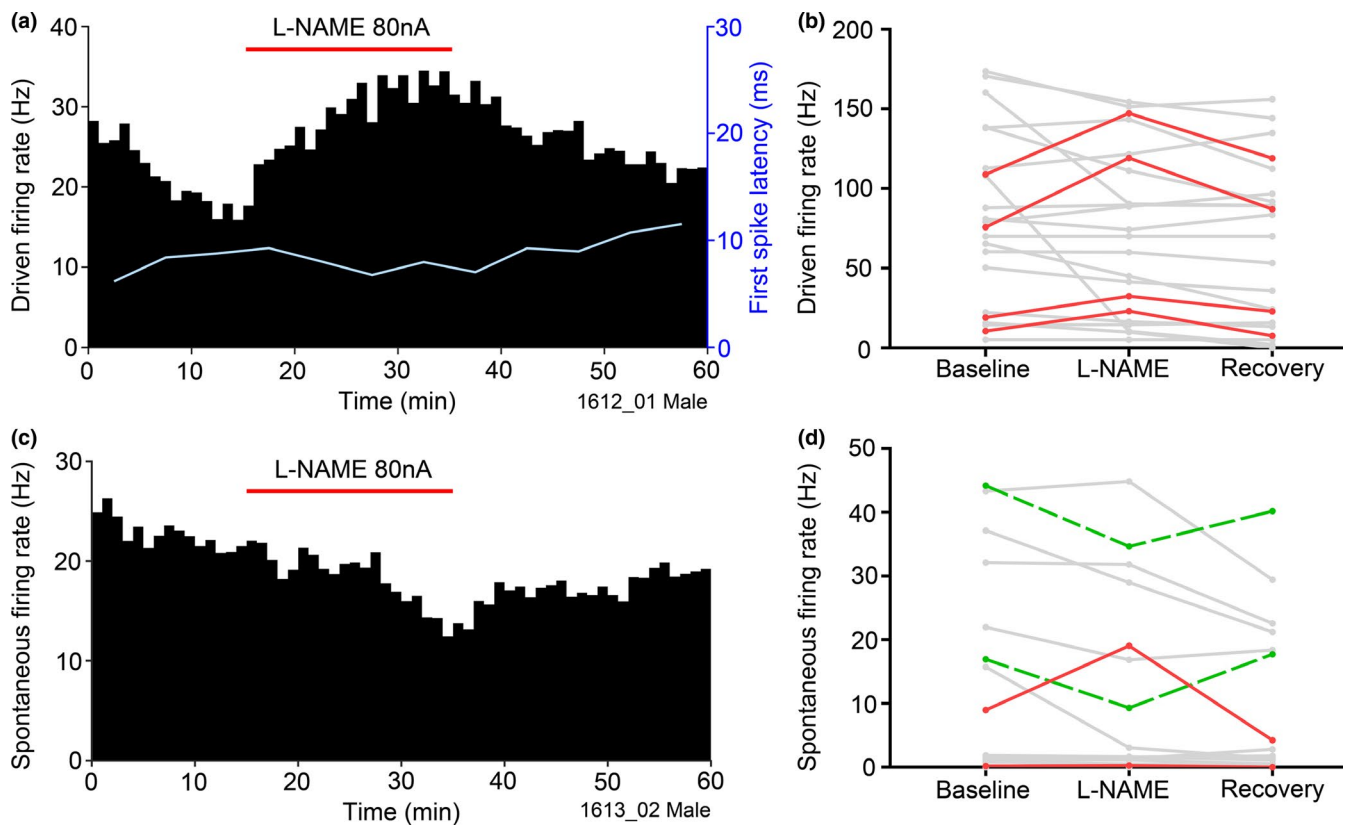 (a)
L-NAME 80nA
Driven firing rate (Hz)
40
30
20
10
0
First spike latency (ms)
30
20
10
0
0 10 20 30 40 50 60
Time (min)
1612_01 Male
(b)
Driven firing rate (Hz)
200
150
100
50
0
Baseline L-NAME Recovery
(c)
L-NAME 80nA
Spontaneous firing rate (Hz)
30
20
10
0
0 10 20 30 40 50 60
Time (min)
1613_02 Male
(d)
Spontaneous firing rate (Hz)
50
40
30
20
10
0
Baseline L-NAME Recovery